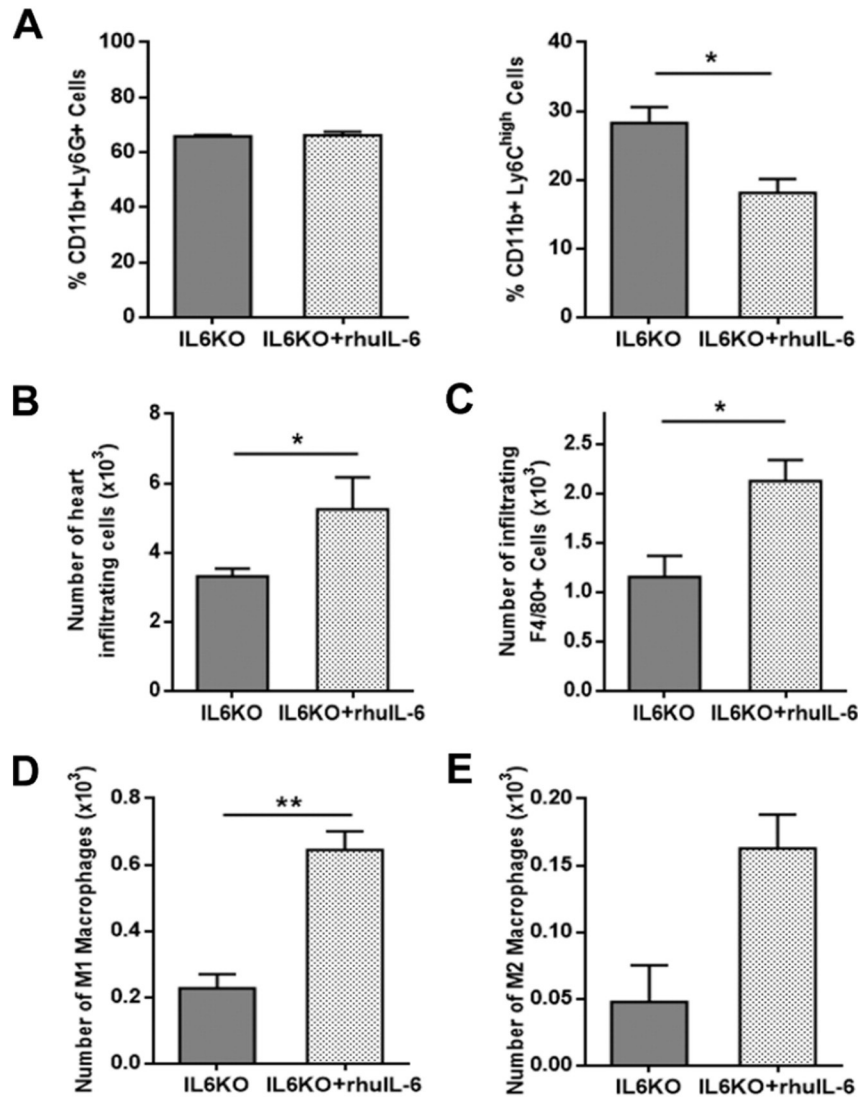 A
% CD11b+Ly6G+ Cells
100
80
60
40
20
0
IL6KO IL6KO+rhuIL-6
% CD11b+ Ly6C^high Cells
40
30
20
10
0
*
IL6KO IL6KO+rhuIL-6
B
Number of heart
infiltrating cells (x10³)
8
6
4
2
0
*
IL6KO IL6KO+rhuIL-6
C
Number of infiltrating
F4/80+ Cells (x10³)
2.5
2.0
1.5
1.0
0.5
0.0
*
IL6KO IL6KO+rhuIL-6
D
Number of M1 Macrophages (x10³)
0.8
0.6
0.4
0.2
0.0
**
IL6KO IL6KO+rhuIL-6
E
Number of M2 Macrophages (x10³)
0.20
0.15
0.10
0.05
0.00
IL6KO IL6KO+rhuIL-6